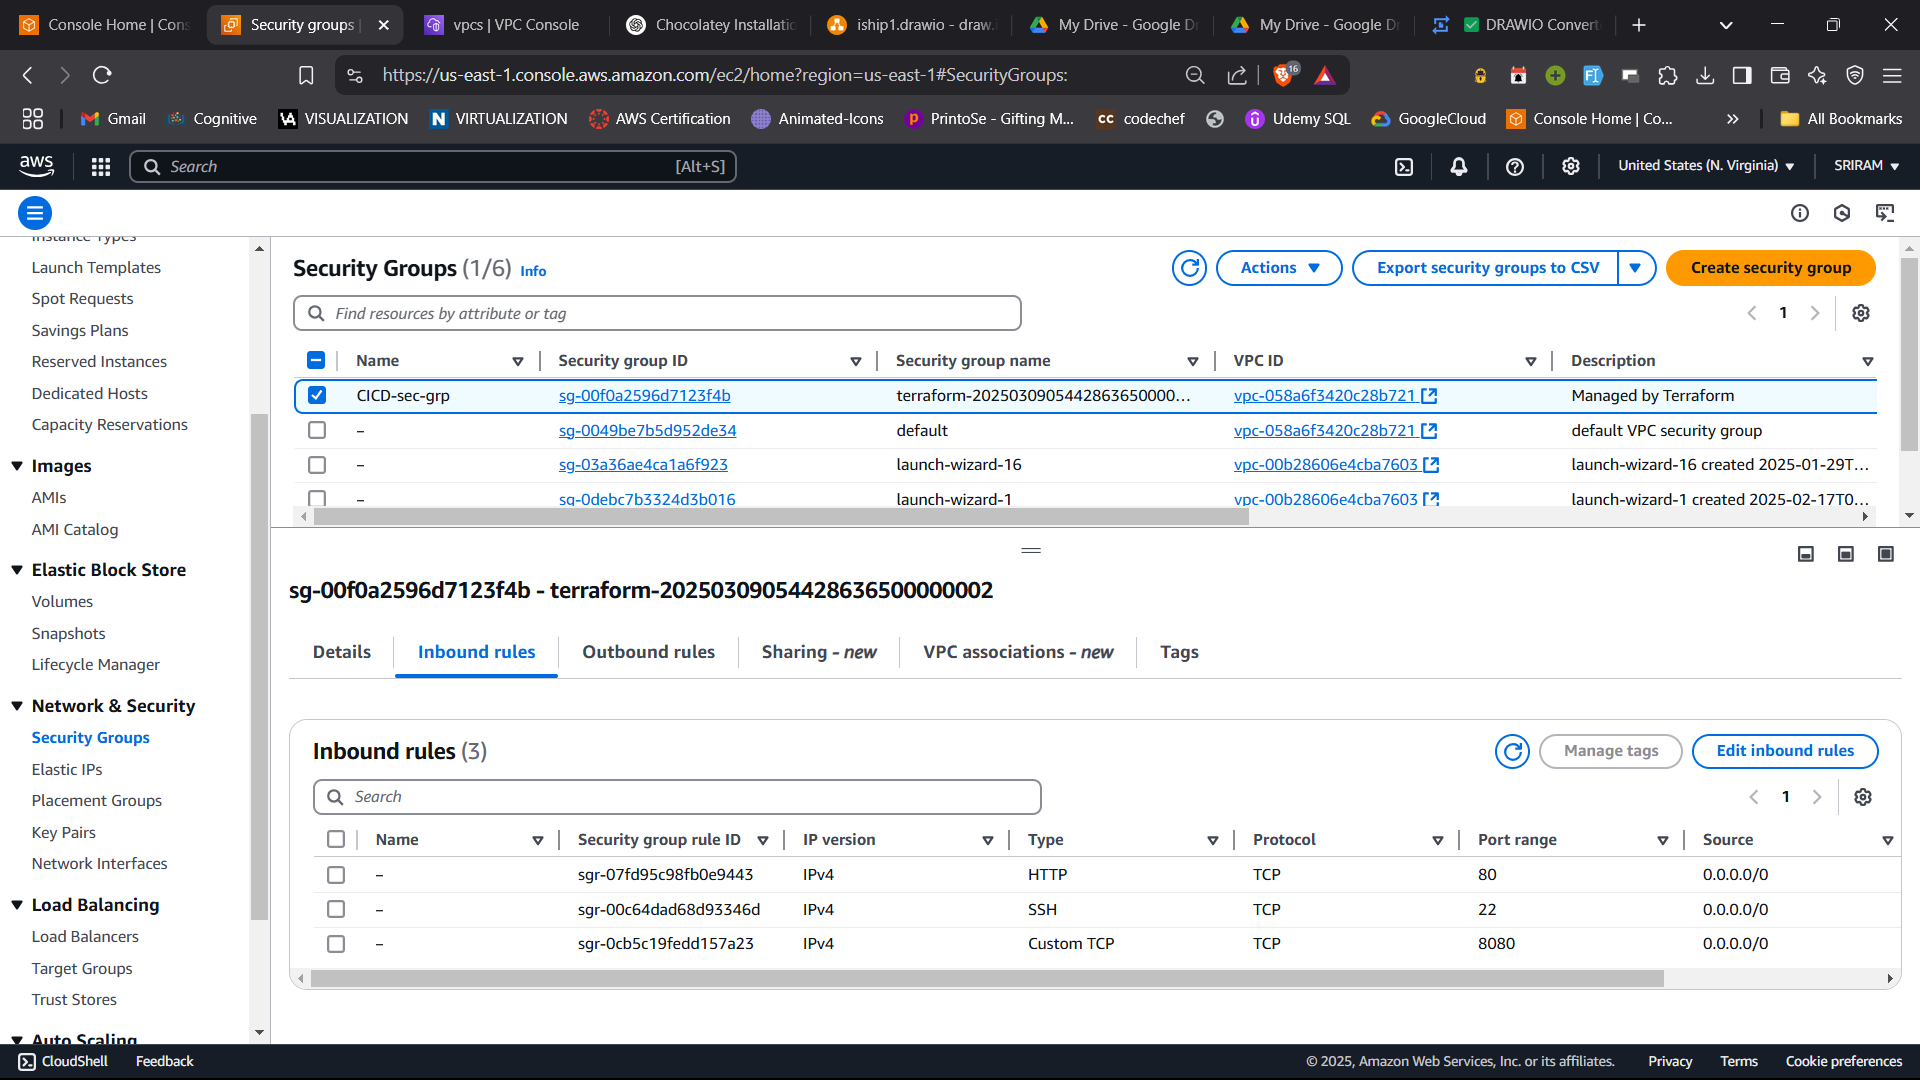 Console Home | Cons
Security groups |
vpcs | VPC Console
Chocolatey Installatio
iship1.drawio - draw.i
My Drive - Google Dr
My Drive - Google Dr
DRAWIO Converte
https://us-east-1.console.aws.amazon.com/ec2/home?region=us-east-1#SecurityGroups:
16
Gmail
Cognitive
VISUALIZATION
VIRTUALIZATION
AWS Certification
Animated-Icons
PrintoSe - Gifting M...
codechef
Udemy SQL
GoogleCloud
Console Home | Co...
All Bookmarks
aws
Search
[Alt+S]
United States (N. Virginia)
SRIRAM
Instance Types
Launch Templates
Spot Requests
Savings Plans
Reserved Instances
Dedicated Hosts
Capacity Reservations
Images
AMIs
AMI Catalog
Elastic Block Store
Volumes
Snapshots
Lifecycle Manager
Network & Security
Security Groups
Elastic IPs
Placement Groups
Key Pairs
Network Interfaces
Load Balancing
Load Balancers
Target Groups
Trust Stores
Auto Scaling
Security Groups (1/6) Info
Actions
Export security groups to CSV
Create security group
Find resources by attribute or tag
1
Name Security group ID Security group name VPC ID Description
CICD-sec-grp sg-00f0a2596d7123f4b terraform-2025030905442863650000... vpc-058a6f3420c28b721 Managed by Terraform
– sg-0049be7b5d952de34 default vpc-058a6f3420c28b721 default VPC security group
– sg-03a36ae4ca1a6f923 launch-wizard-16 vpc-00b28606e4cba7603 launch-wizard-16 created 2025-01-29T...
– sg-0debc7b3324d3b016 launch-wizard-1 vpc-00b28606e4cba7603 launch-wizard-1 created 2025-02-17T0...
sg-00f0a2596d7123f4b - terraform-20250309054428636500000002
Details
Inbound rules
Outbound rules
Sharing - new
VPC associations - new
Tags
Inbound rules (3)
Manage tags
Edit inbound rules
Search
1
Name Security group rule ID IP version Type Protocol Port range Source
– sgr-07fd95c98fb0e9443 IPv4 HTTP TCP 80 0.0.0.0/0
– sgr-00c64dad68d93346d IPv4 SSH TCP 22 0.0.0.0/0
– sgr-0cb5c19fedd157a23 IPv4 Custom TCP TCP 8080 0.0.0.0/0
CloudShell
Feedback
© 2025, Amazon Web Services, Inc. or its affiliates.
Privacy
Terms
Cookie preferences